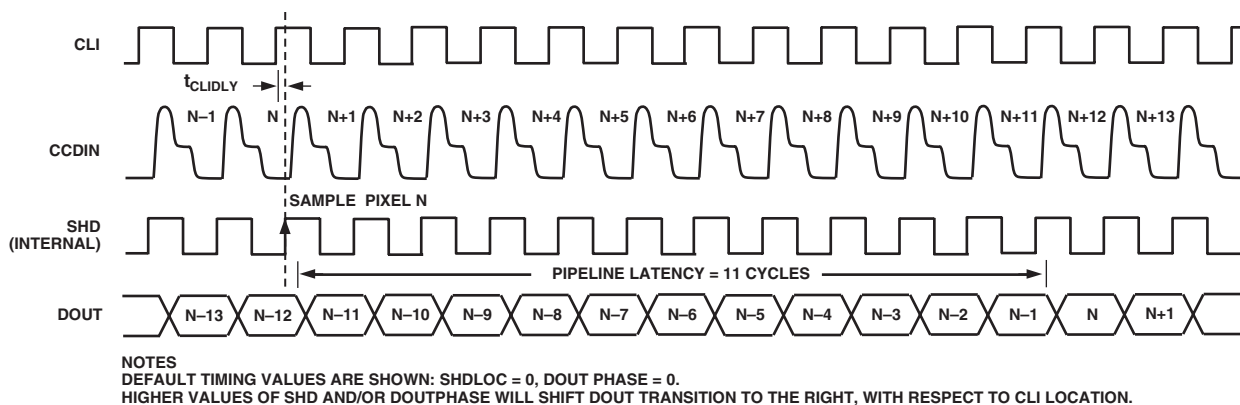 CLI
tCLIDLY
N–1 N N+1 N+2 N+3 N+4 N+5 N+6 N+7 N+8 N+9 N+10 N+11 N+12 N+13
CCDIN
SAMPLE PIXEL N
SHD
(INTERNAL)
PIPELINE LATENCY = 11 CYCLES
DOUT N–13 N–12 N–11 N–10 N–9 N–8 N–7 N–6 N–5 N–4 N–3 N–2 N–1 N N+1
NOTES
DEFAULT TIMING VALUES ARE SHOWN: SHDLOC = 0, DOUT PHASE = 0.
HIGHER VALUES OF SHD AND/OR DOUTPHASE WILL SHIFT DOUT TRANSITION TO THE RIGHT, WITH RESPECT TO CLI LOCATION.